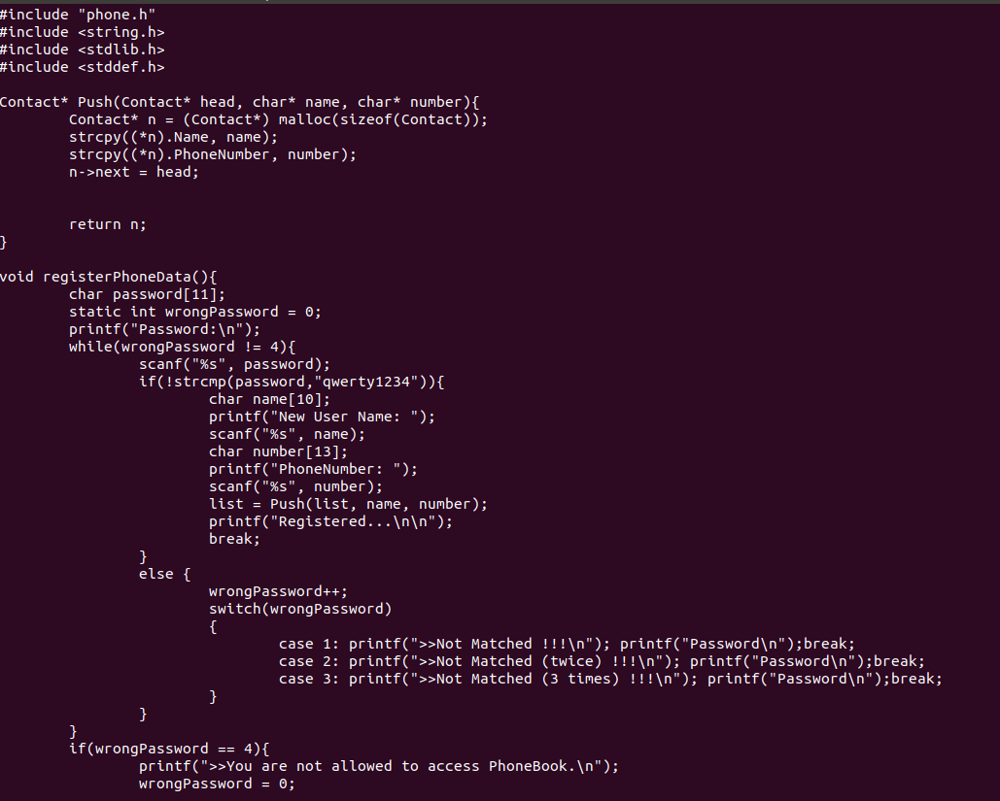 #include "phone.h"
#include <string.h>
#include <stdlib.h>
#include <stddef.h>

Contact* Push(Contact* head, char* name, char* number){
        Contact* n = (Contact*) malloc(sizeof(Contact));
        strcpy((*n).Name, name);
        strcpy((*n).PhoneNumber, number);
        n->next = head;


        return n;
}

void registerPhoneData(){
        char password[11];
        static int wrongPassword = 0;
        printf("Password:\n");
        while(wrongPassword != 4){
                scanf("%s", password);
                if(!strcmp(password,"qwerty1234")){
                        char name[10];
                        printf("New User Name: ");
                        scanf("%s", name);
                        char number[13];
                        printf("PhoneNumber: ");
                        scanf("%s", number);
                        list = Push(list, name, number);
                        printf("Registered...\n\n");
                        break;
                }
                else {
                        wrongPassword++;
                        switch(wrongPassword)
                        {
                                case 1: printf(">>Not Matched !!!\n"); printf("Password\n");break;
                                case 2: printf(">>Not Matched (twice) !!!\n"); printf("Password\n");break;
                                case 3: printf(">>Not Matched (3 times) !!!\n"); printf("Password\n");break;
                        }
                }
        }
        if(wrongPassword == 4){
                printf(">>You are not allowed to access PhoneBook.\n");
                wrongPassword = 0;